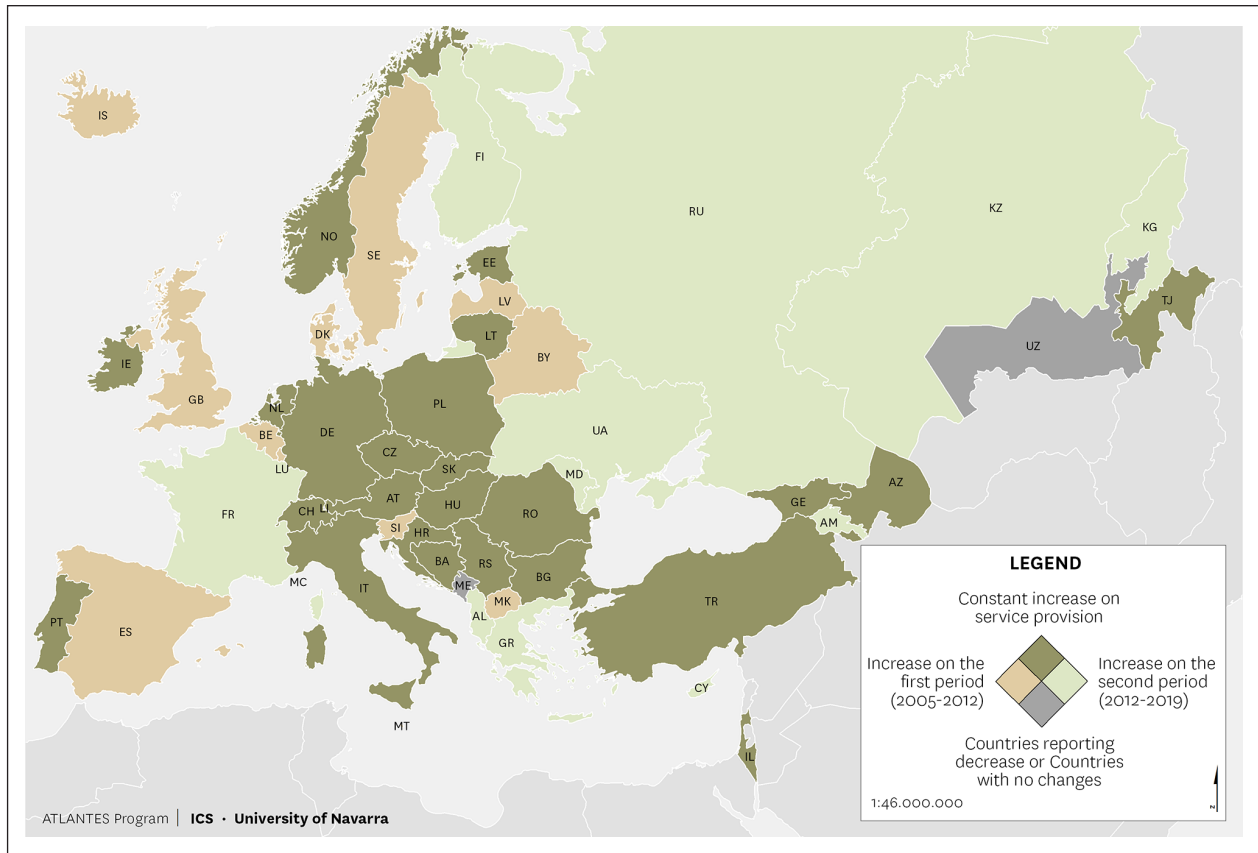 IS
FI
RU
KZ
KG
NO
SE
EE
LV
TJ
DK
LT
UZ
IE
BY
GB
NL
PL
BE
DE
UA
CZ
LU
SK
MD
AZ
AT
FR
CH
LI
HU
RO
GE
SI
HR
AM
BA
RS
BG
MC
IT
ME
MK
TR
PT
ES
AL
GR
CY
MT
IL
LEGEND
Constant increase on
service provision
Increase on the
first period
(2005-2012)
Increase on the
second period
(2012-2019)
Countries reporting
decrease or Countries
with no changes
1:46.000.000
N
ATLANTES Program | ICS · University of Navarra